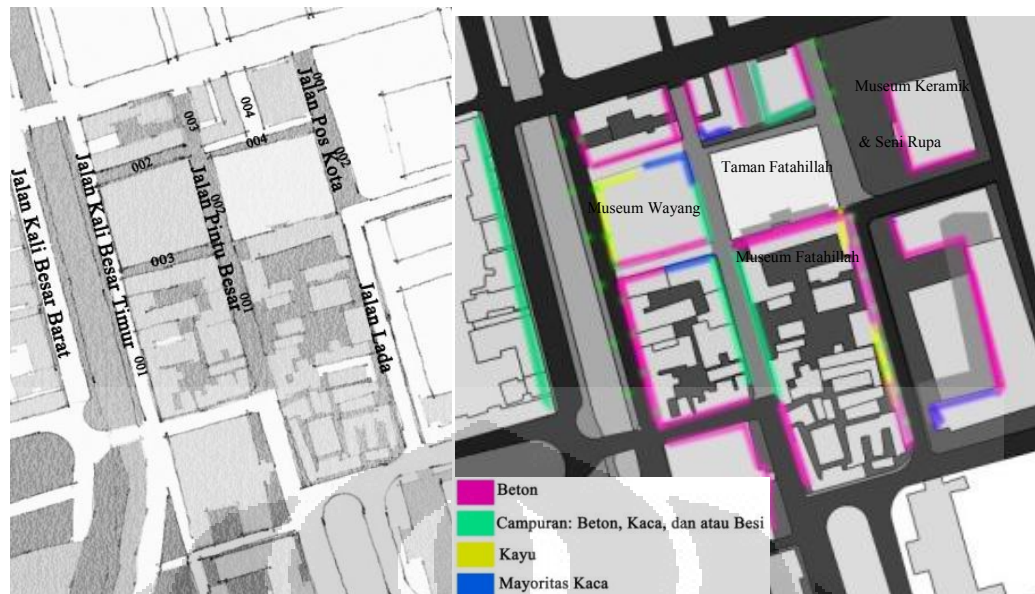 Jalan Kali Besar Barat
Jalan Kali Besar Timur
001
002
003
003
Jalan Pintu Besar
002
001
004
004
Jalan Pos Kota
001
002
Jalan Lada
Museum Keramik
& Seni Rupa
Taman Fatahillah
Museum Wayang
Museum Fatahillah
Beton
Campuran: Beton, Kaca, dan atau Besi
Kayu
Mayoritas Kaca